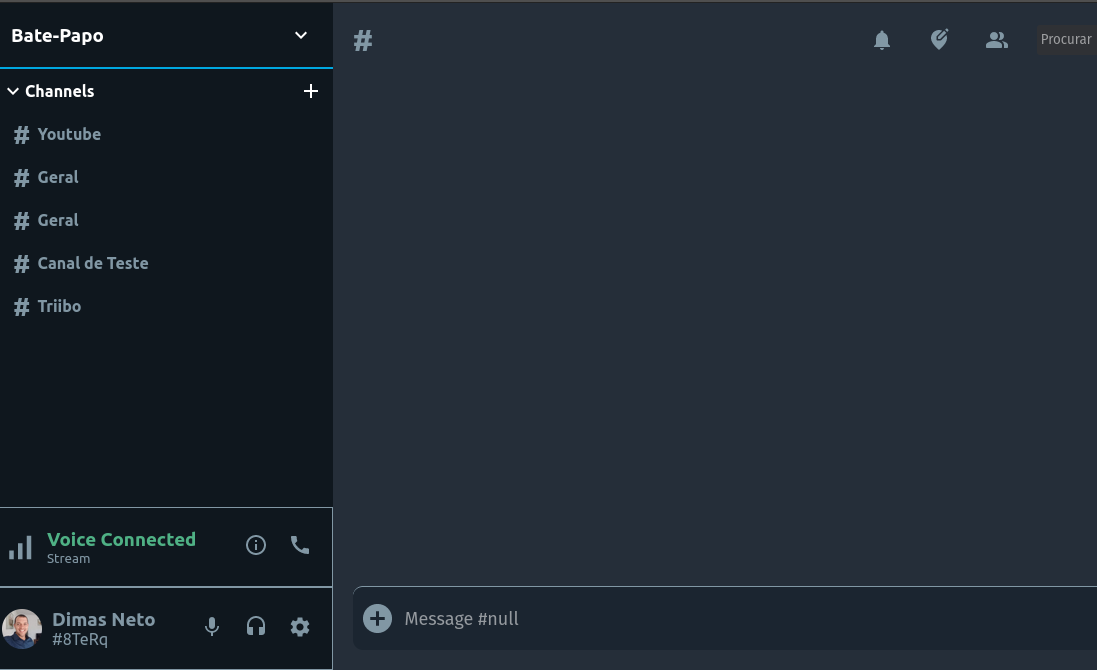 Bate-Papo
Channels
# Youtube
# Geral
# Geral
# Canal de Teste
# Triibo
Voice Connected
Stream
Dimas Neto
#8TeRq
#
Procurar
Message #null